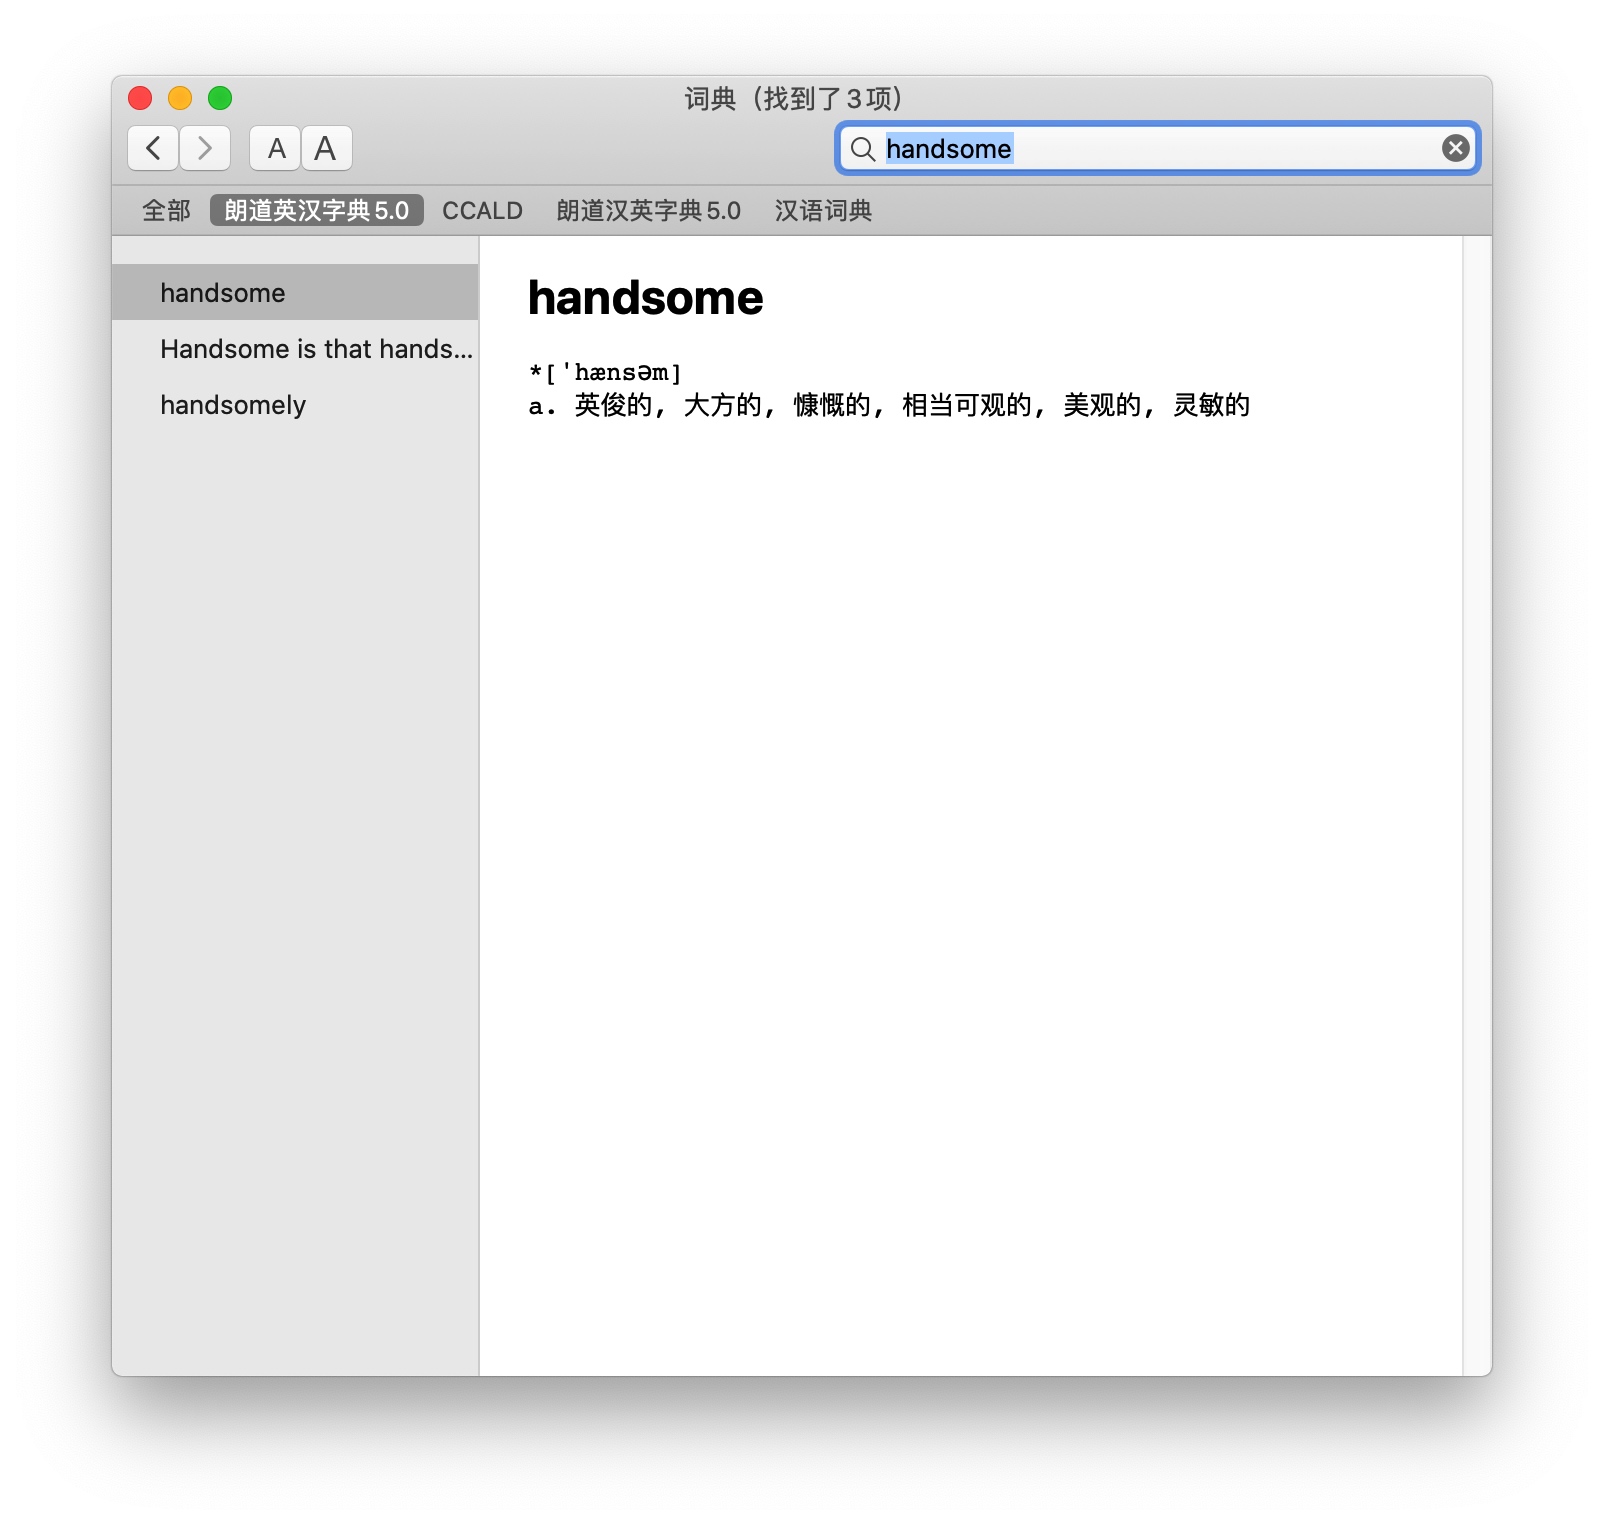 词典（找到了3项）
A A
handsome
全部 朗道英汉字典5.0 CCALD 朗道汉英字典5.0 汉语词典
handsome
Handsome is that hands...
handsomely
handsome
*[ˈhænsəm]
a. 英俊的, 大方的, 慷慨的, 相当可观的, 美观的, 灵敏的